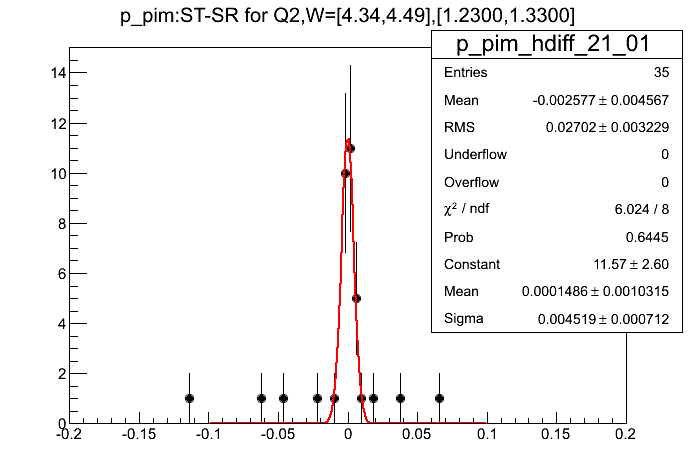 p_pim:ST-SR for Q2,W=[4.34,4.49],[1.2300,1.3300]
p_pim_hdiff_21_01
Entries 35
Mean -0.002577 ± 0.004567
RMS 0.02702 ± 0.003229
Underflow 0
Overflow 0
χ² / ndf 6.024 / 8
Prob 0.6445
Constant 11.57 ± 2.60
Mean 0.0001486 ± 0.0010315
Sigma 0.004519 ± 0.000712
14
12
10
8
6
4
2
0
-0.2 -0.15 -0.1 -0.05 0 0.05 0.1 0.15 0.2